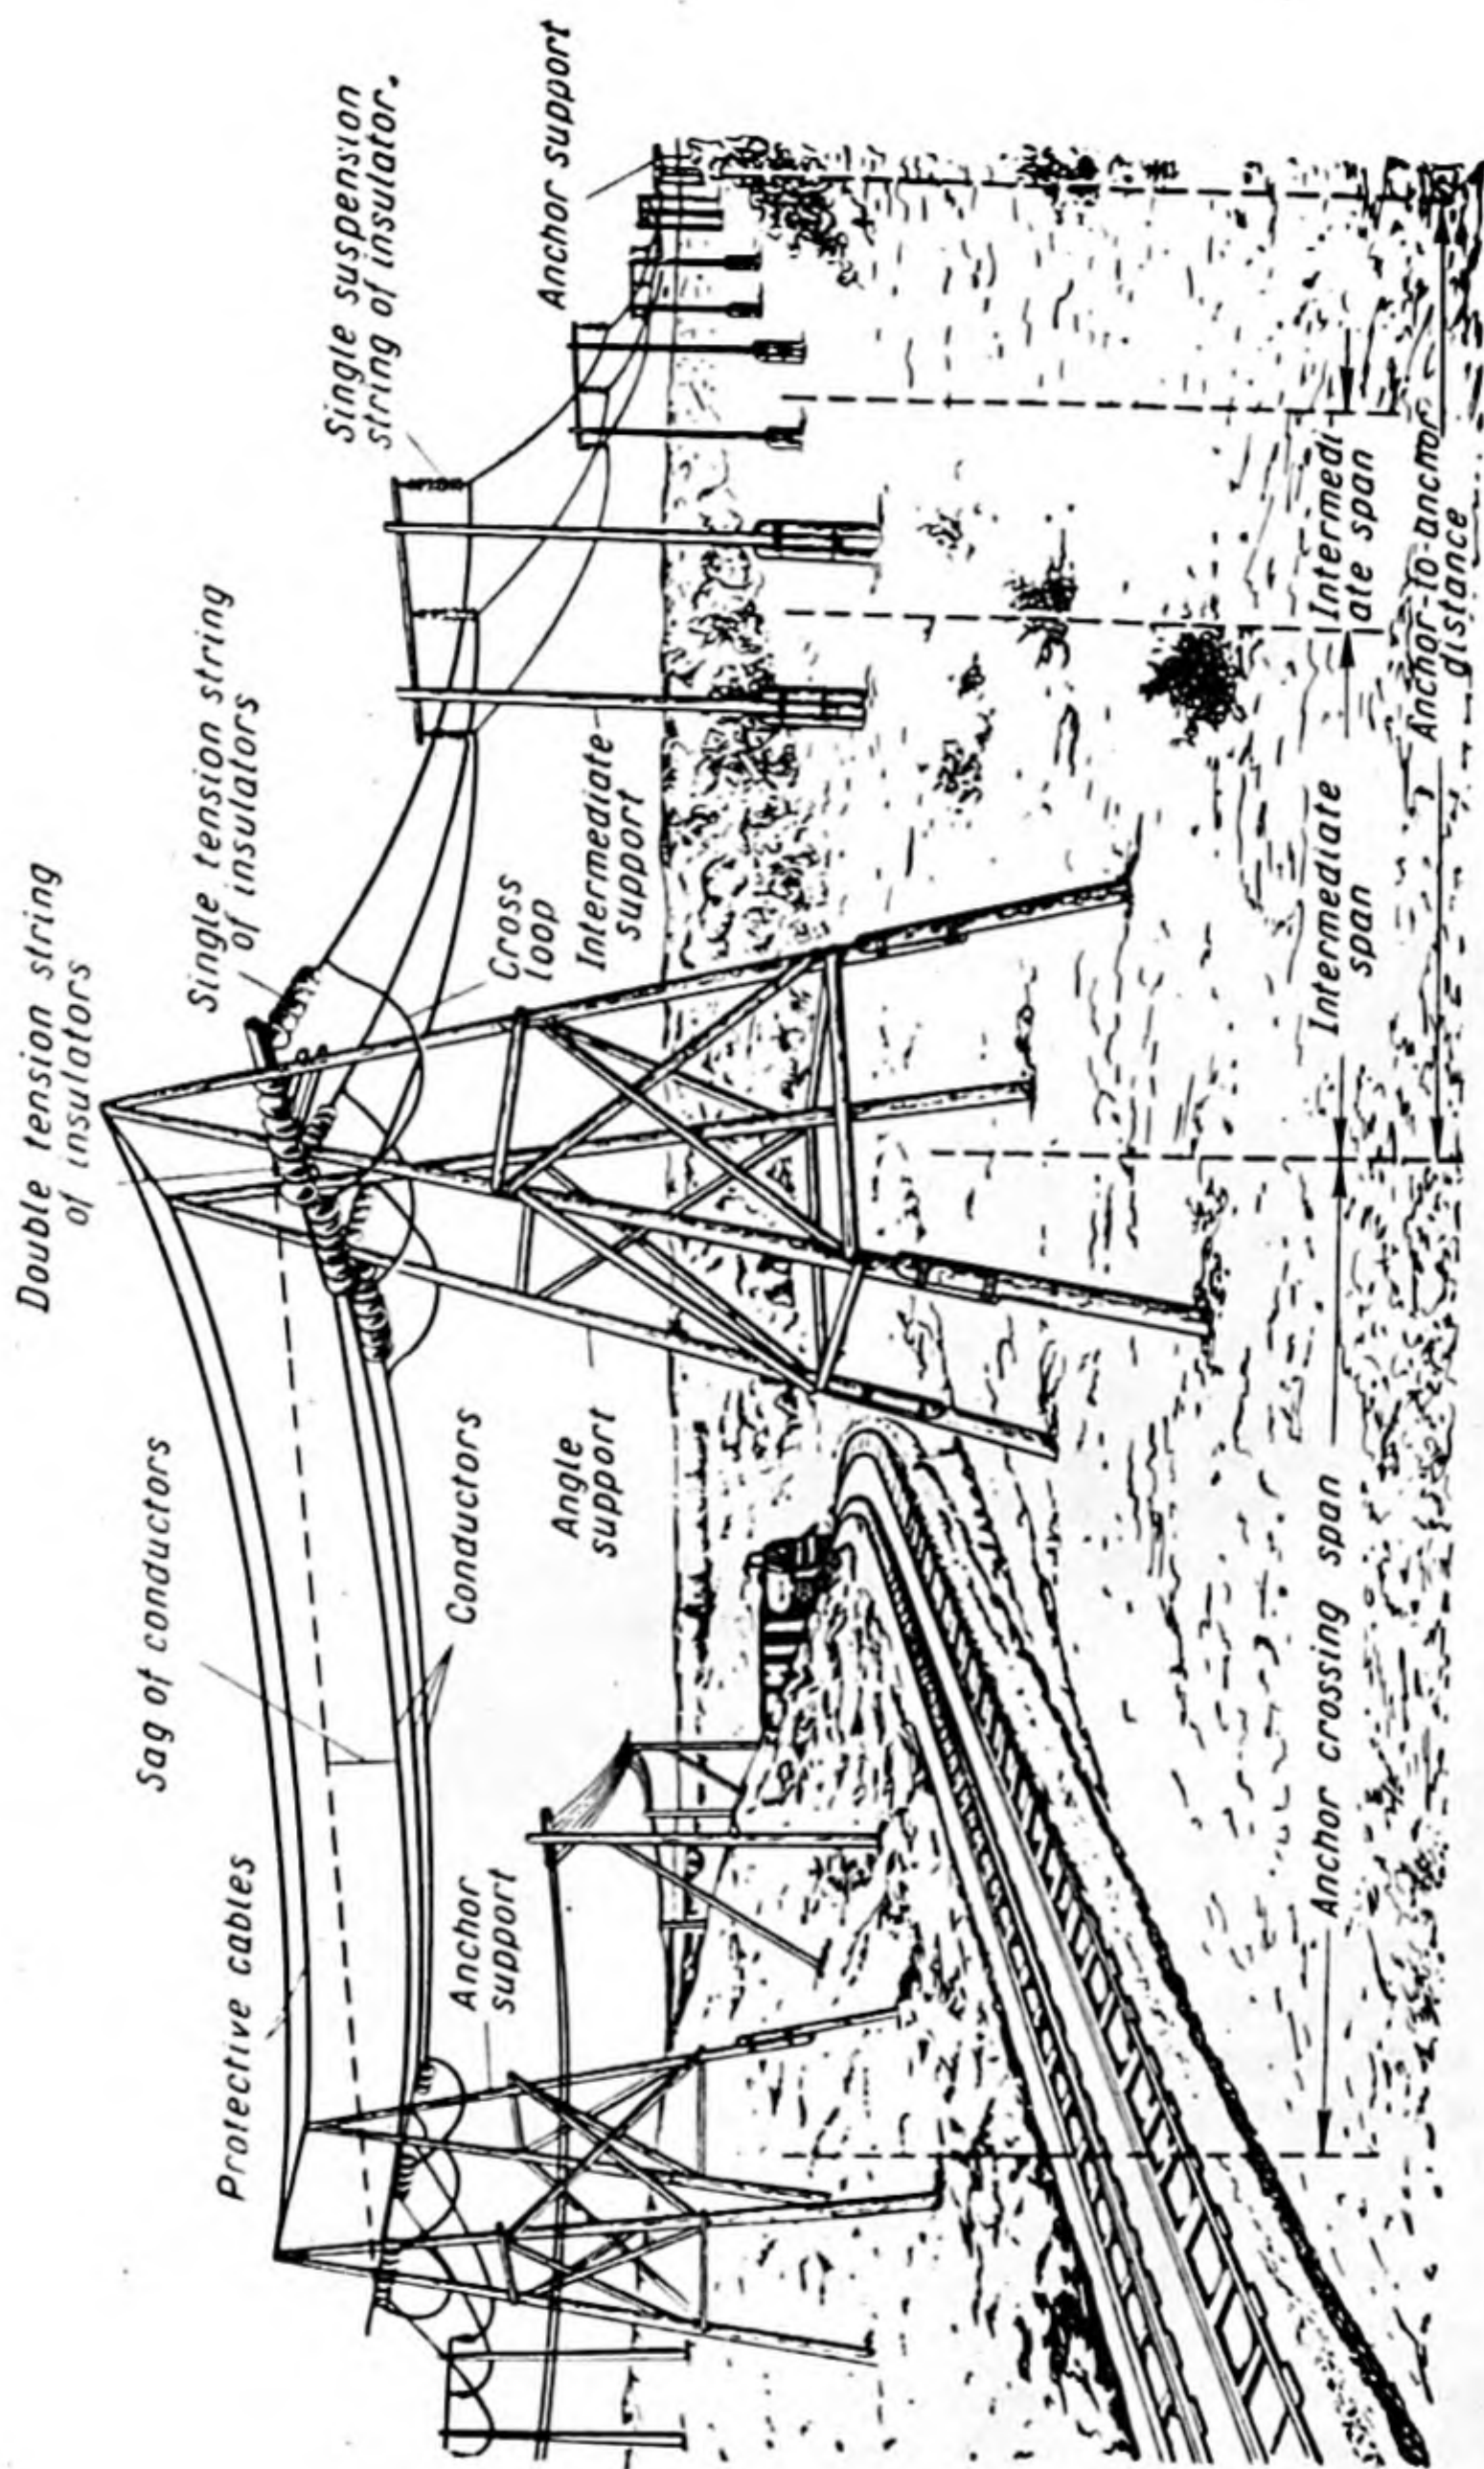 Double tension string
of insulators
Single tension string
of insulators
Single suspension
string of insulator.
Sag of conductors
Protective cables
Anchor support
Cross
loop
Intermediate
support
Conductors
Angle
support
Anchor
support
Anchor crossing span
Intermediate
span
Intermedi-
ate span
Anchor-to-anchor
distance